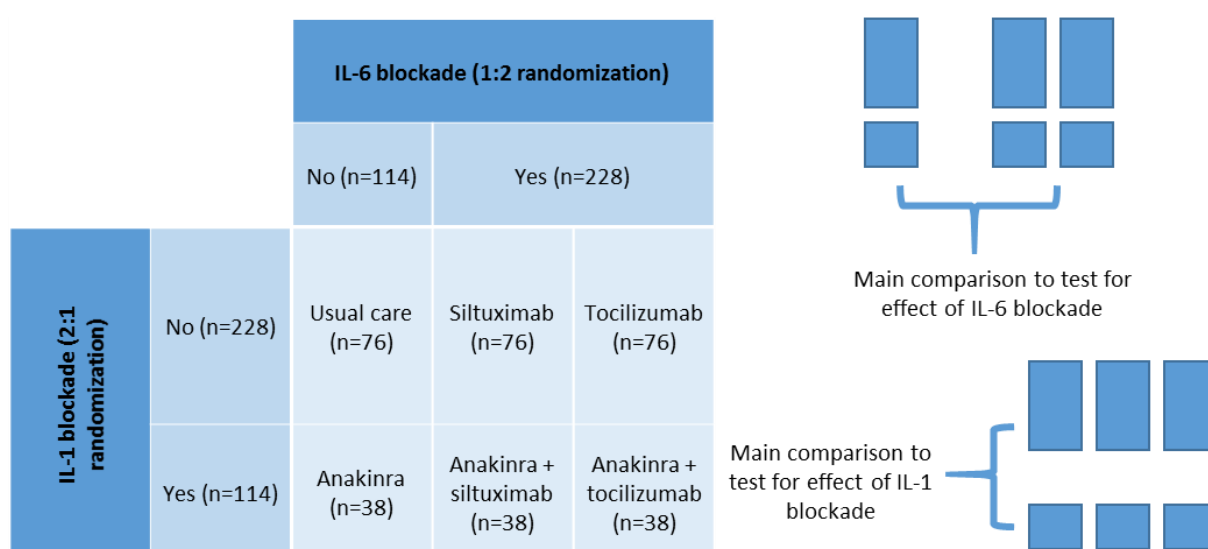 IL-6 blockade (1:2 randomization)
No (n=114)
Yes (n=228)
IL-1 blockade (2:1
randomization)
No (n=228)
Usual care
(n=76)
Siltuximab
(n=76)
Tocilizumab
(n=76)
Yes (n=114)
Anakinra
(n=38)
Anakinra +
siltuximab
(n=38)
Anakinra +
tocilizumab
(n=38)
Main comparison to test for
effect of IL-6 blockade
Main comparison to
test for effect of IL-1
blockade